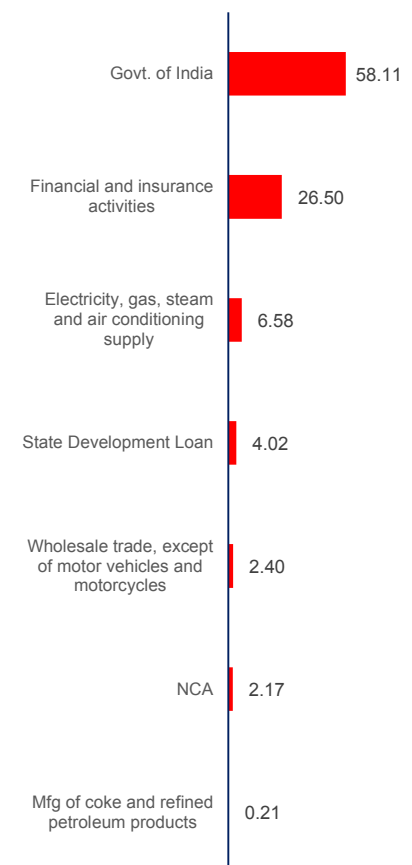 Govt. of India
58.11
Financial and insurance
activities
26.50
Electricity, gas, steam
and air conditioning
supply
6.58
State Development Loan
4.02
Wholesale trade, except
of motor vehicles and
motorcycles
2.40
NCA
2.17
Mfg of coke and refined
petroleum products
0.21